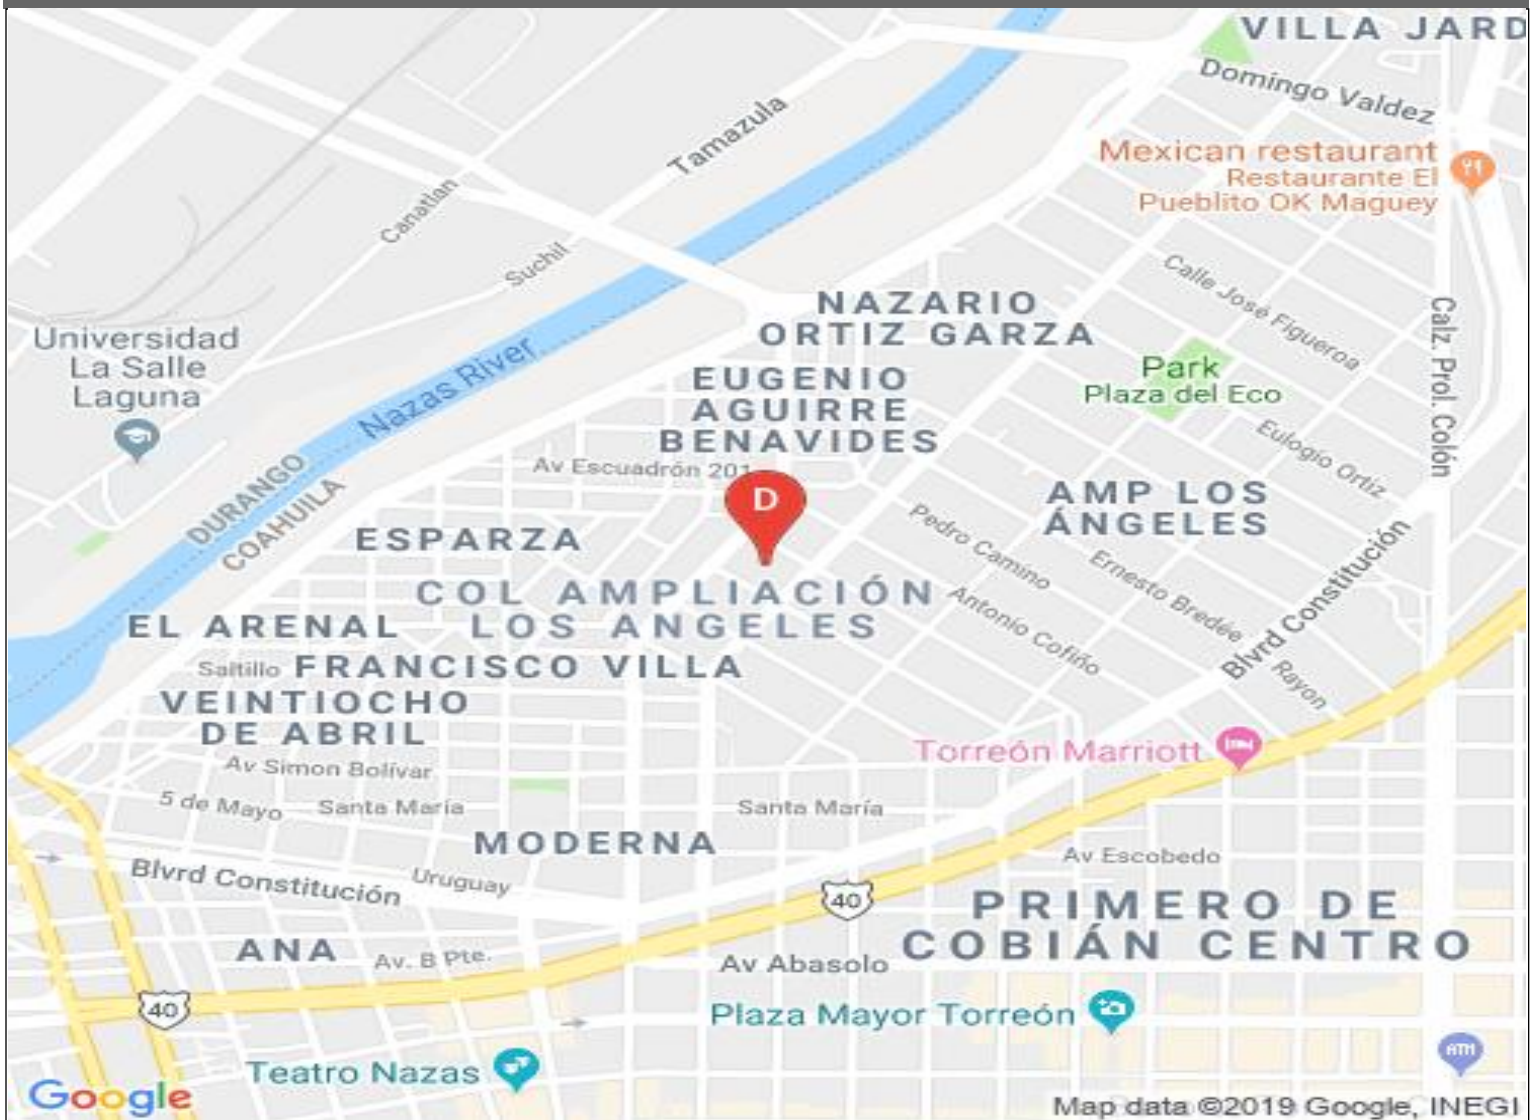 VILLA JARD
Domingo Valdez
Tamazula
Mexican restaurant
Restaurante El
Pueblito OK Maguey
Canatlan
Suchil
Calle José Figueroa
NAZARIO
ORTIZ GARZA
Calz. Prol. Colón
Universidad
La Salle
Laguna
Nazas River
EUGENIO
AGUIRRE
BENAVIDES
Park
Plaza del Eco
Eulogio Ortiz
Av Escuadrón 201
DURANGO
COAHUILA
D
AMP LOS
ÁNGELES
Pedro Camino
ESPARZA
Ernesto Bredée
Blvrd Constitución
COL AMPLIACIÓN
LOS ANGELES
Antonio Cofiño
EL ARENAL
Saltillo
FRANCISCO VILLA
Rayon
VEINTIOCHO
DE ABRIL
Torreón Marriott
Av Simon Bolívar
5 de Mayo
Santa María
Santa María
MODERNA
Av Escobedo
Blvrd Constitución
Uruguay
40
PRIMERO DE
COBIÁN CENTRO
ANA
Av. B Pte.
Av Abasolo
40
Plaza Mayor Torreón
ATM
Teatro Nazas
Google
Map data ©2019 Google, INEGI